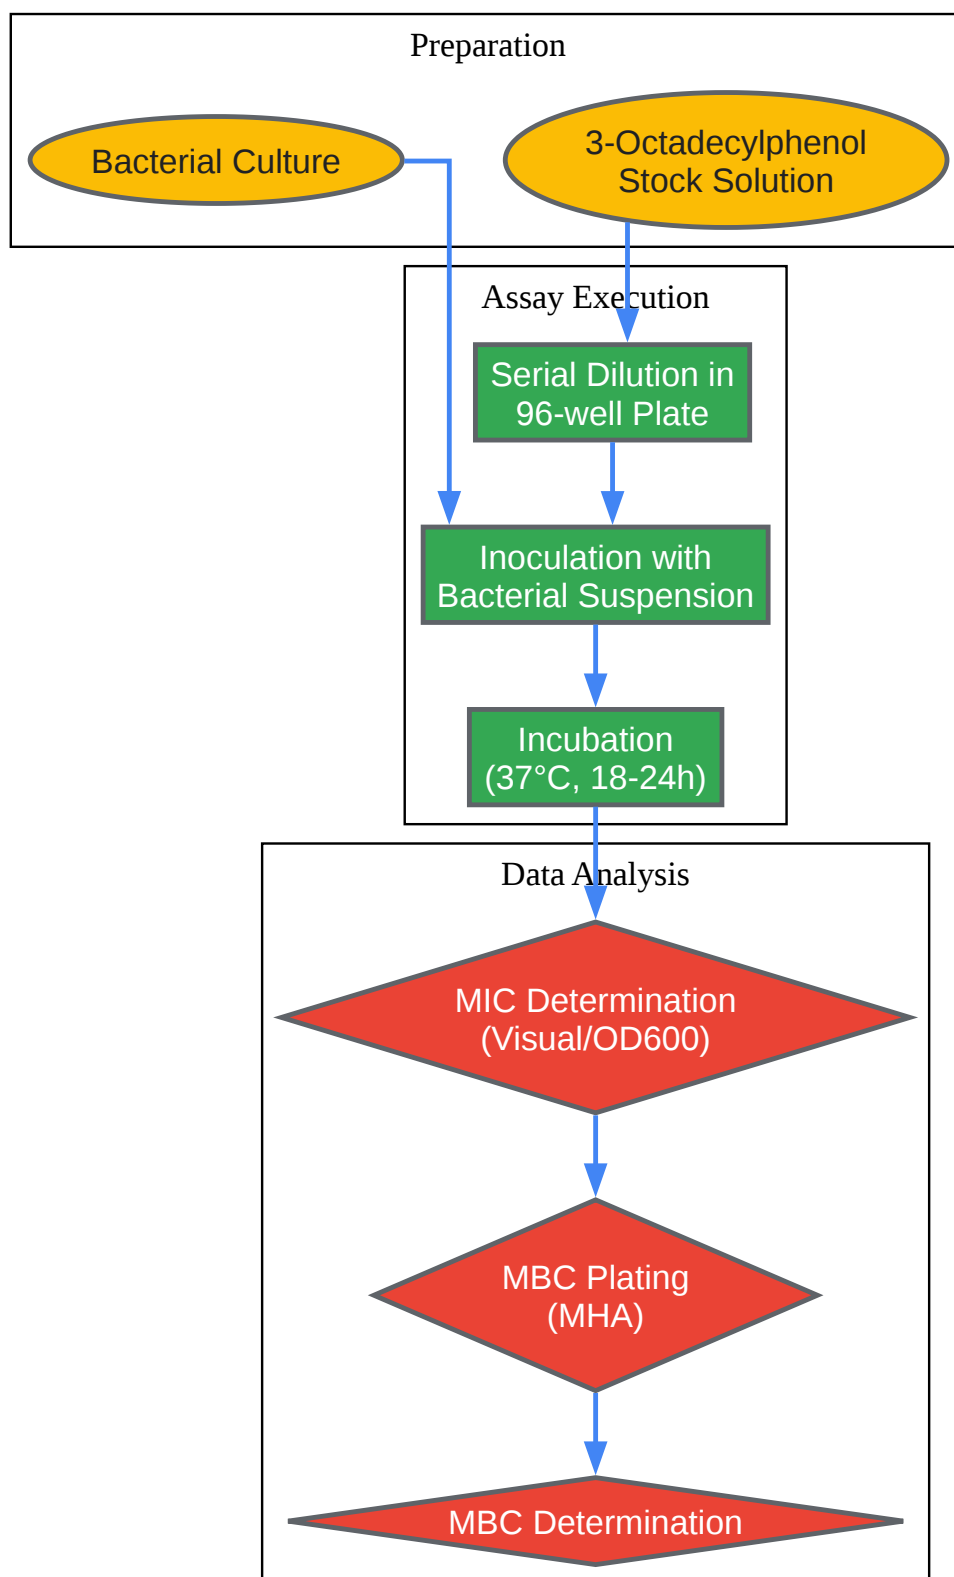 Preparation
Bacterial Culture
3-Octadecylphenol
Stock Solution
Assay Execution
Serial Dilution in
96-well Plate
Inoculation with
Bacterial Suspension
Incubation
(37°C, 18-24h)
Data Analysis
MIC Determination
(Visual/OD600)
MBC Plating
(MHA)
MBC Determination